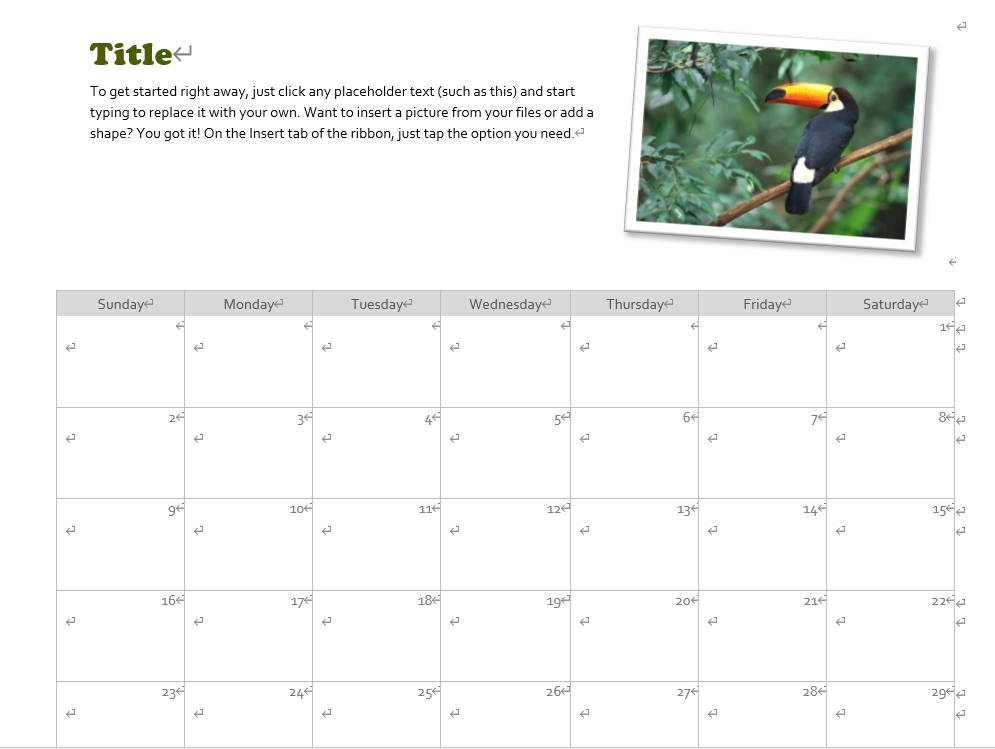 Title
To get started right away, just click any placeholder text (such as this) and start
typing to replace it with your own. Want to insert a picture from your files or add a
shape? You got it! On the Insert tab of the ribbon, just tap the option you need.
Sunday Monday Tuesday Wednesday Thursday Friday Saturday
1
2 3 4 5 6 7 8
9 10 11 12 13 14 15
16 17 18 19 20 21 22
23 24 25 26 27 28 29